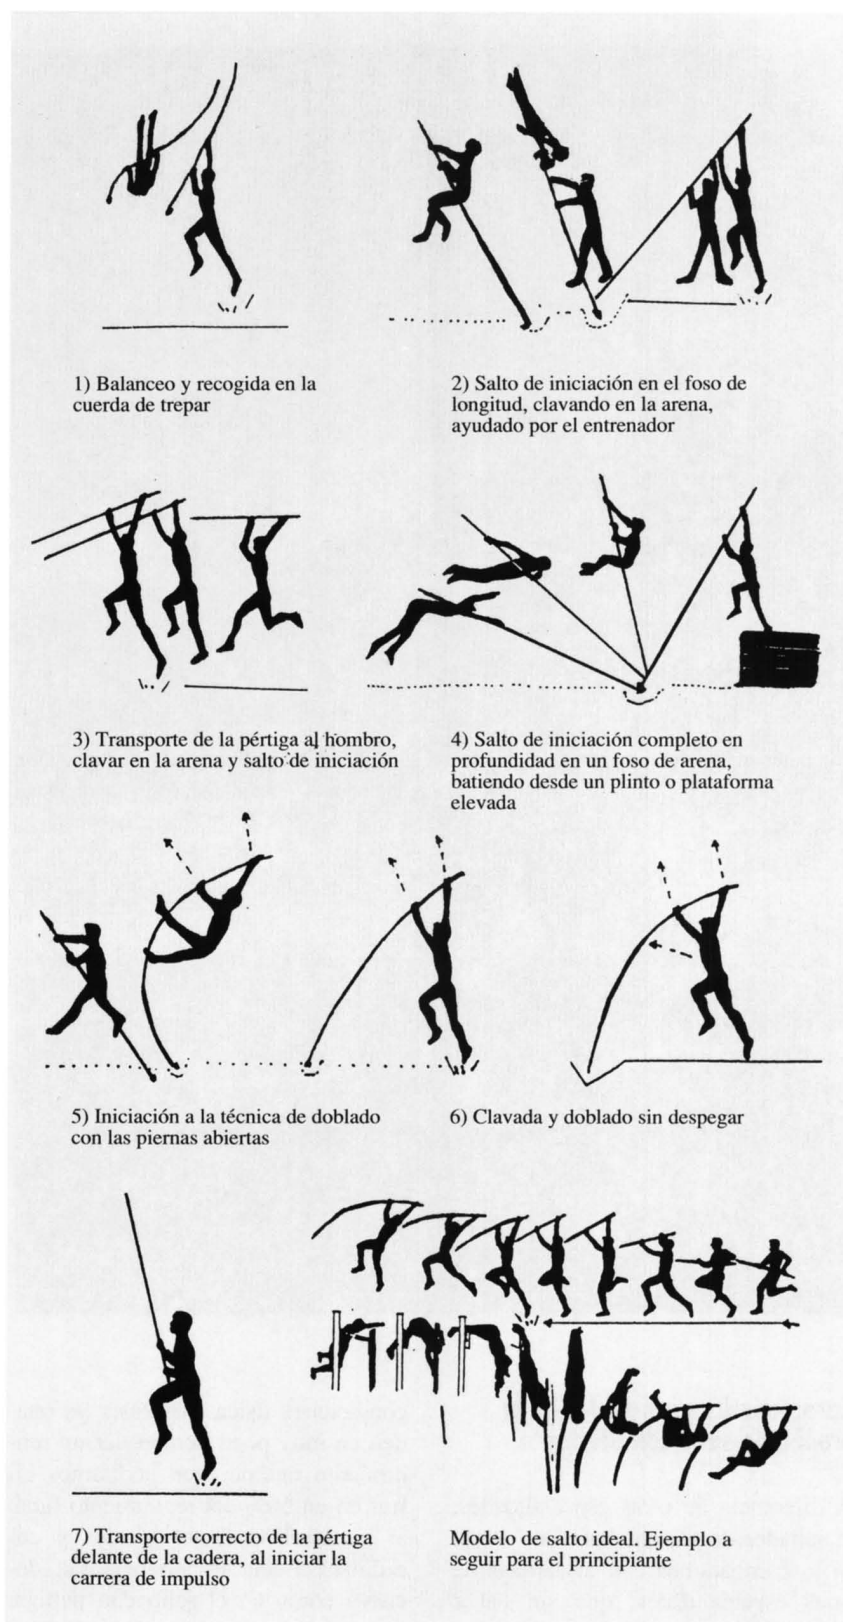 1) Balanceo y recogida en la
cuerda de trepar
2) Salto de iniciación en el foso de
longitud, clavando en la arena,
ayudado por el entrenador
3) Transporte de la pértiga al hombro,
clavar en la arena y salto de iniciación
4) Salto de iniciación completo en
profundidad en un foso de arena,
batiendo desde un plinto o plataforma
elevada
5) Iniciación a la técnica de doblado
con las piernas abiertas
6) Clavada y doblado sin despegar
7) Transporte correcto de la pértiga
delante de la cadera, al iniciar la
carrera de impulso
Modelo de salto ideal. Ejemplo a
seguir para el principiante